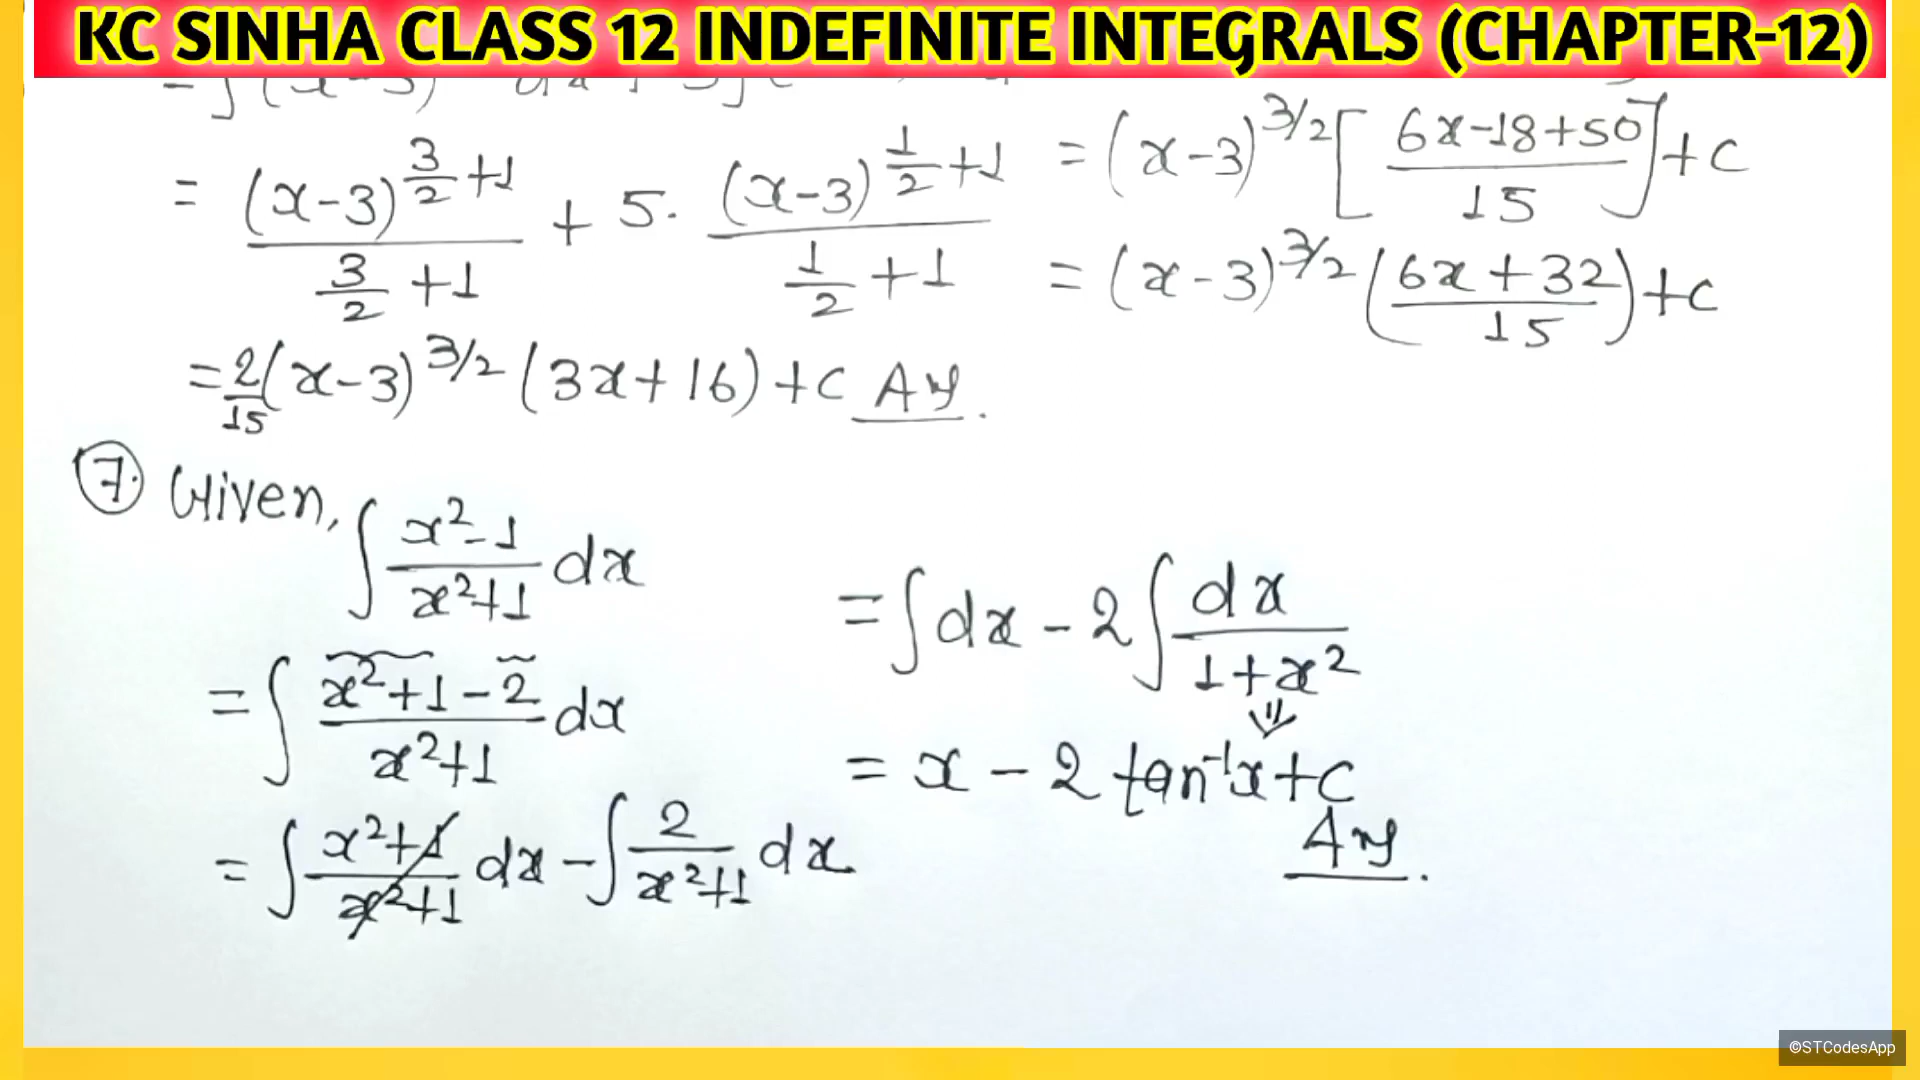 KC SINHA CLASS 12 INDEFINITE INTEGRALS (CHAPTER-12)
= (x-3)^{3/2+1}/(3/2+1) + 5. (x-3)^{1/2+1}/(1/2+1)
= 2/15 (x-3)^{3/2} (3x+16) +C Ans.
= (x-3)^{3/2} [(6x-18+50)/15] +C
= (x-3)^{3/2} ((6x+32)/15) +C
7. Given, ∫ (x²-1)/(x²+1) dx
= ∫ (x²+1-2)/(x²+1) dx
= ∫ (x²+1)/(x²+1) dx - ∫ 2/(x²+1) dx
= ∫dx - 2∫ dx/(1+x²)
= x - 2 tan⁻¹x + C
Ans.
©STCodesApp